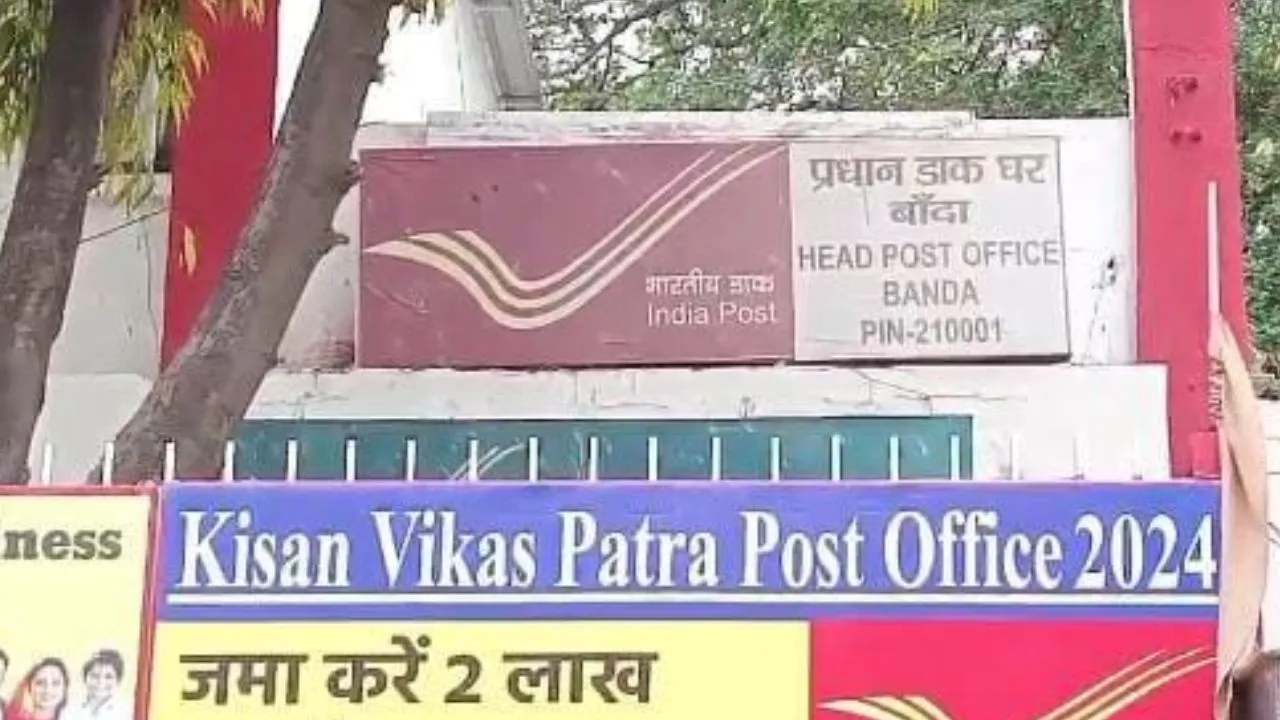 प्रधान डाक घर
बाँदा
HEAD POST OFFICE
BANDA
PIN-210001
भारतीय डाक
India Post
ness
Kisan Vikas Patra Post Office 2024
जमा करें 2 लाख